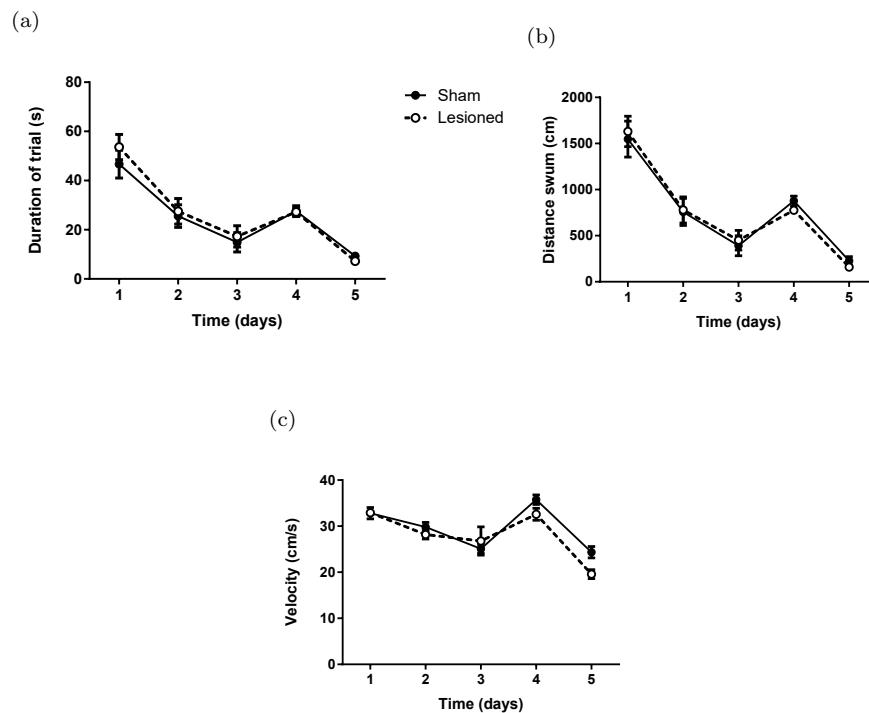 (a)
80
60
40
20
0
Duration of trial (s)
1 2 3 4 5
Time (days)
Sham
Lesioned
(b)
2000
1500
1000
500
0
Distance swum (cm)
1 2 3 4 5
Time (days)
(c)
40
30
20
10
0
Velocity (cm/s)
1 2 3 4 5
Time (days)